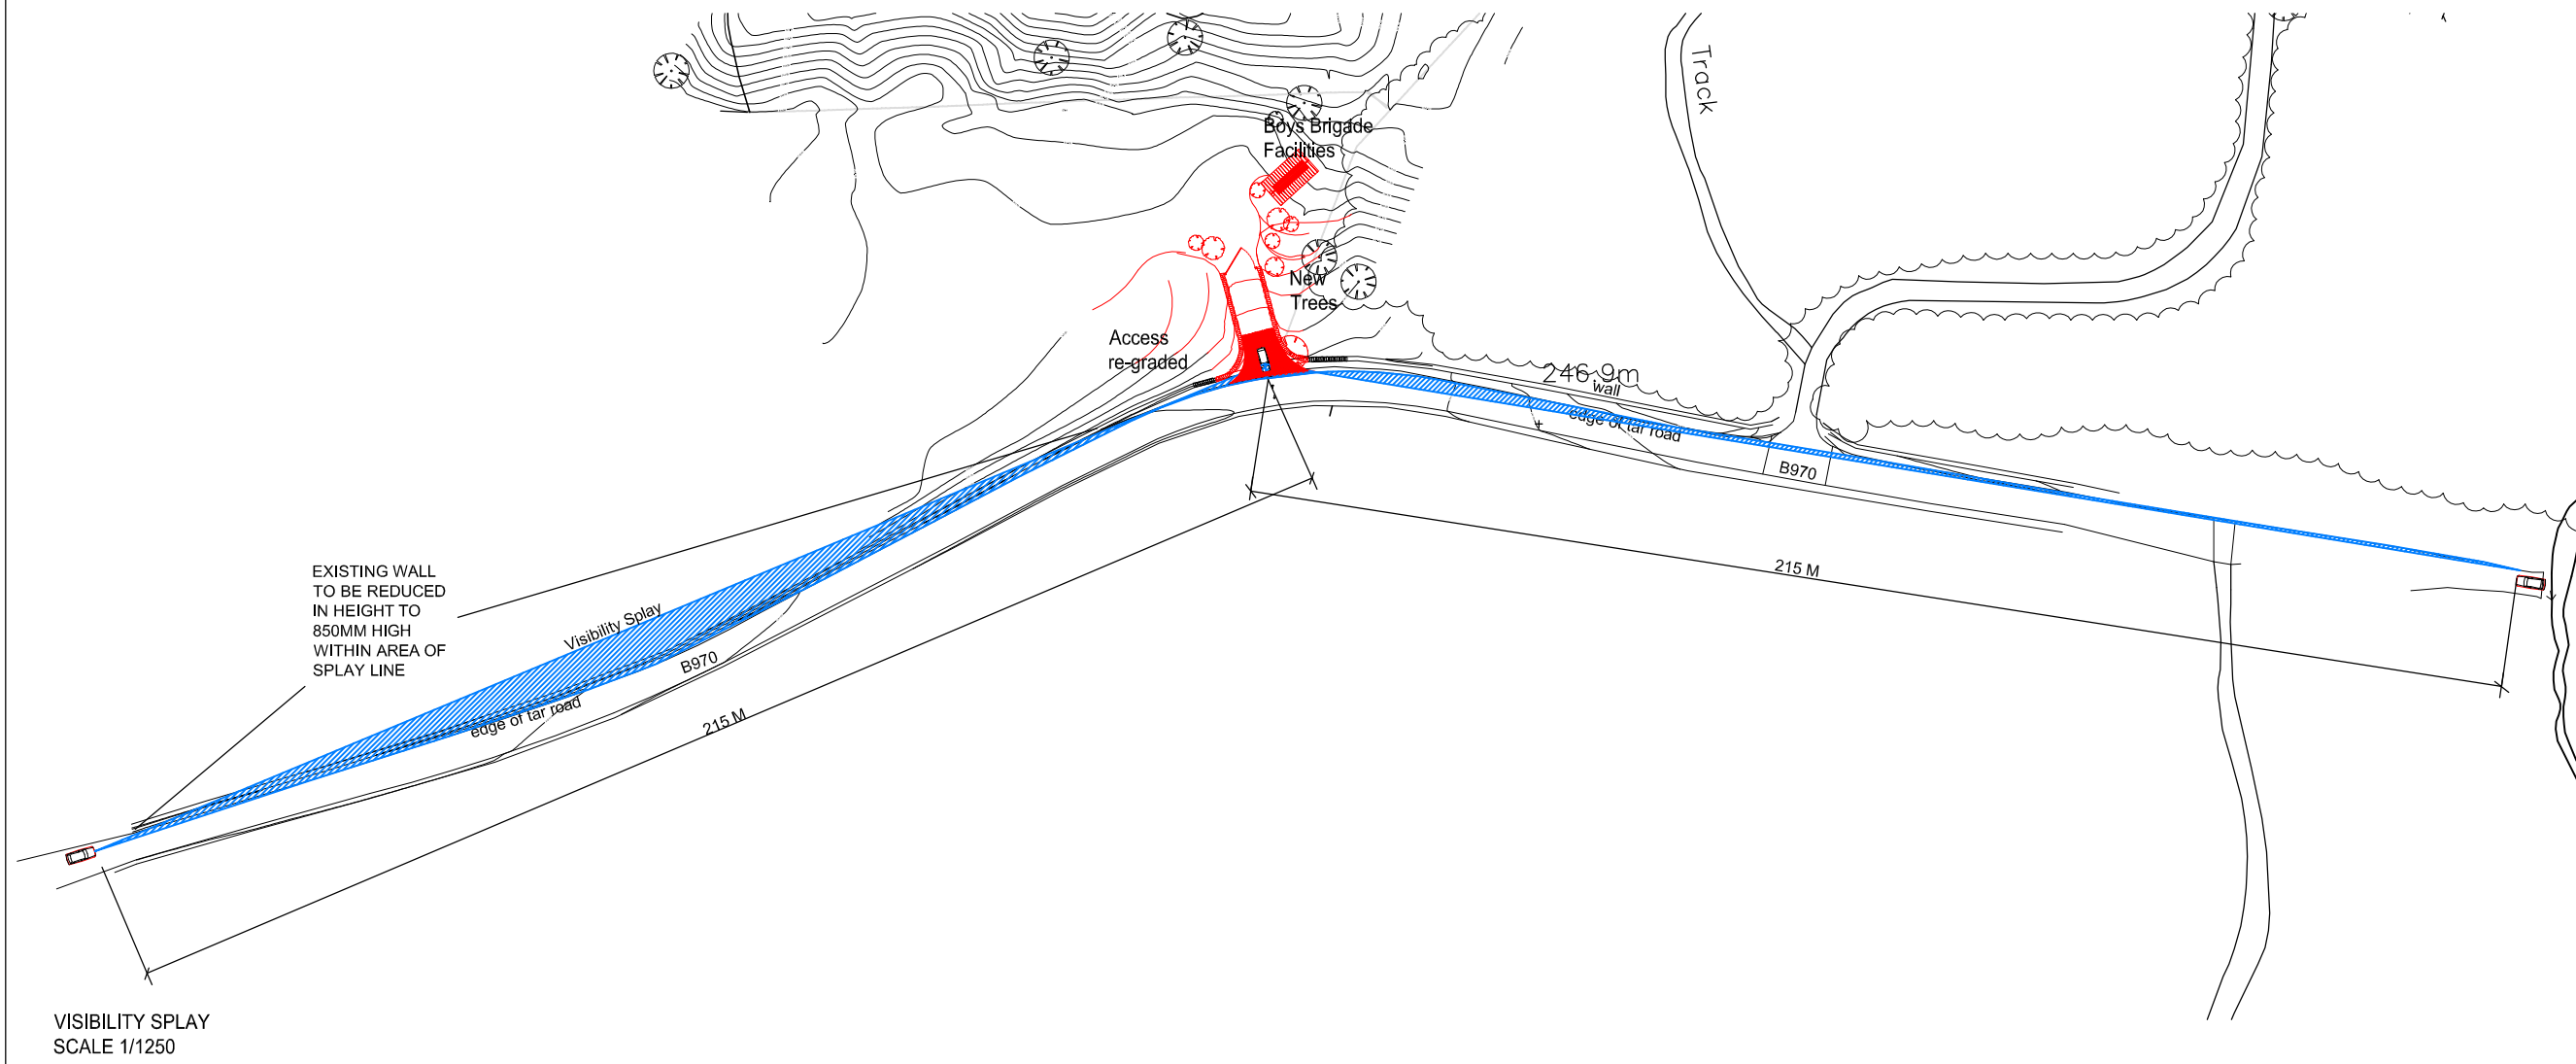 Track
Boys Brigade
Facilities
New
Trees
Access
re-graded
246.9m
wall
edge of tar road
B970
215 M
EXISTING WALL
TO BE REDUCED
IN HEIGHT TO
850MM HIGH
WITHIN AREA OF
SPLAY LINE
Visibility Splay
B970
edge of tar road
215 M
VISIBILITY SPLAY
SCALE 1/1250